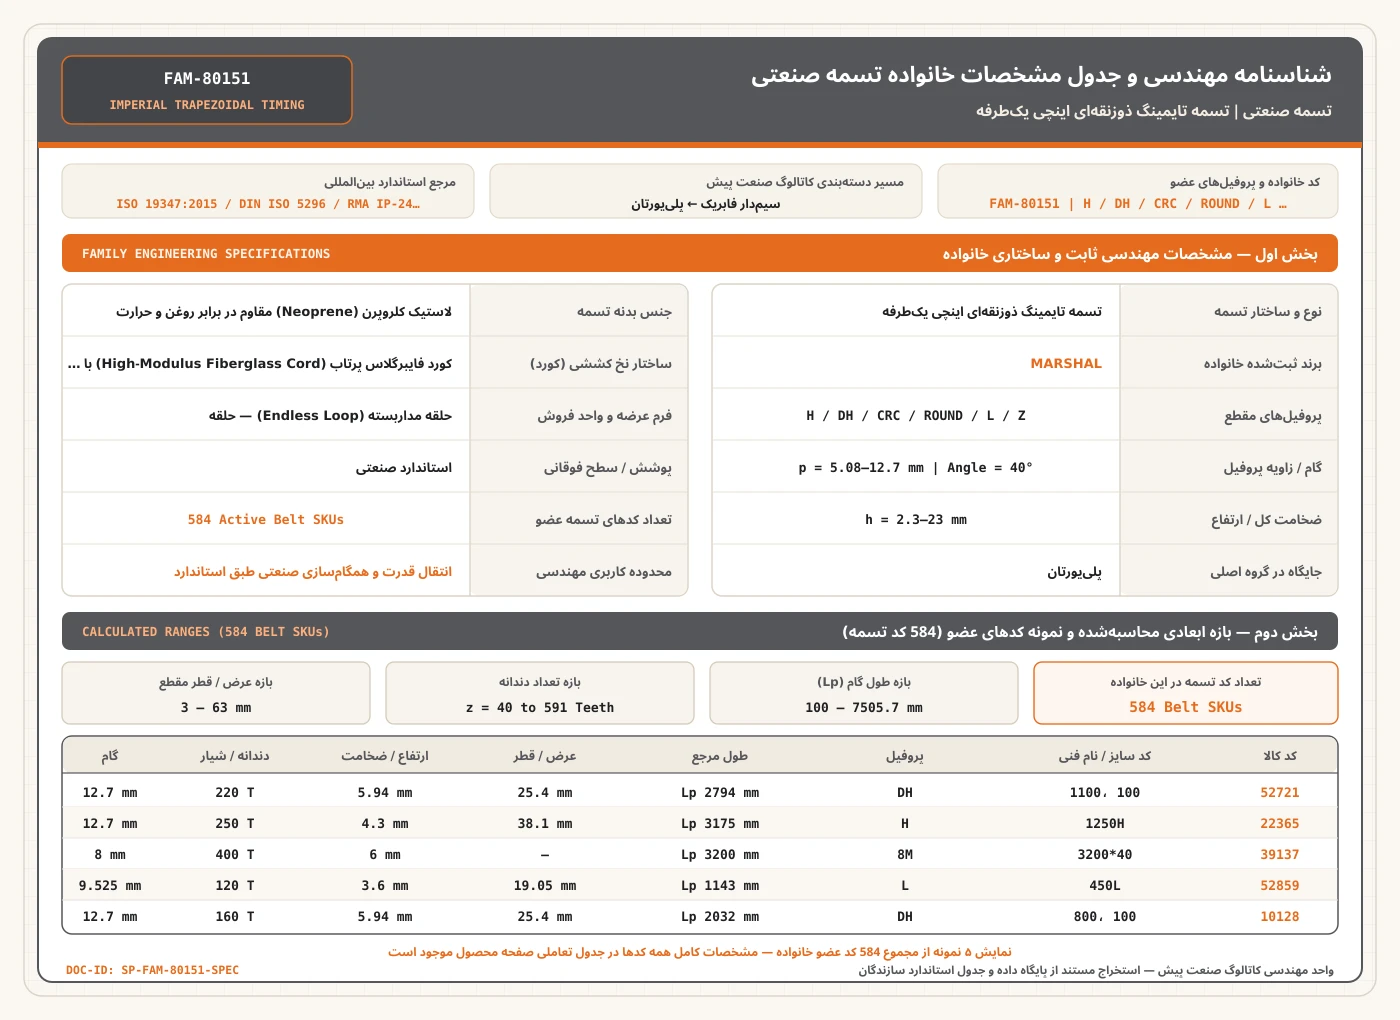 شناسنامه مهندسی و جدول مشخصات خانواده تسمه صنعتی
تسمه صنعتی | تسمه تایمینگ ذوزنقه‌ای اینچی یک‌طرفه
FAM-80151
IMPERIAL TRAPEZOIDAL TIMING
کد خانواده و پروفیل‌های عضو
FAM-80151 | H / DH / CRC / ROUND / L / …
مسیر دسته‌بندی کاتالوگ صنعت پیش
سیم‌دار فابریک ← پلی‌یورتان
مرجع استاندارد بین‌المللی
ISO 19347:2015 / DIN ISO 5296 / RMA IP-24…
بخش اول — مشخصات مهندسی ثابت و ساختاری خانواده
FAMILY ENGINEERING SPECIFICATIONS
نوع و ساختار تسمه
تسمه تایمینگ ذوزنقه‌ای اینچی یک‌طرفه
برند ثبت‌شده خانواده
MARSHAL
پروفیل‌های مقطع
H / DH / CRC / ROUND / L / Z
گام / زاویه پروفیل
p = 5.08–12.7 mm | Angle = 40°
ضخامت کل / ارتفاع
h = 2.3–23 mm
جایگاه در گروه اصلی
پلی‌یورتان
جنس بدنه تسمه
لاستیک کلروپرن (Neoprene) مقاوم در برابر روغن و حرارت
ساختار نخ کششی (کورد)
کورد فایبرگلاس پرتاب (High-Modulus Fiberglass Cord) با …
فرم عرضه و واحد فروش
حلقه مداربسته (Endless Loop) — حلقه
پوشش / سطح فوقانی
استاندارد صنعتی
تعداد کدهای تسمه عضو
584 Active Belt SKUs
محدوده کاربری مهندسی
انتقال قدرت و همگام‌سازی صنعتی طبق استاندارد
بخش دوم — بازه ابعادی محاسبه‌شده و نمونه کدهای عضو (584 کد تسمه)
CALCULATED RANGES (584 BELT SKUs)
تعداد کد تسمه در این خانواده
584 Belt SKUs
بازه طول گام (Lp)
100 – 7505.7 mm
بازه تعداد دندانه
z = 40 to 591 Teeth
بازه عرض / قطر مقطع
3 – 63 mm
کد کالا	کد سایز / نام فنی	پروفیل	طول مرجع	عرض / قطر	ارتفاع / ضخامت	دندانه / شیار	گام
52721	1100، 100	DH	Lp 2794 mm	25.4 mm	5.94 mm	220 T	12.7 mm
22365	1250H	H	Lp 3175 mm	38.1 mm	4.3 mm	250 T	12.7 mm
39137	3200*40	8M	Lp 3200 mm	—	6 mm	400 T	8 mm
52859	450L	L	Lp 1143 mm	19.05 mm	3.6 mm	120 T	9.525 mm
10128	800، 100	DH	Lp 2032 mm	25.4 mm	5.94 mm	160 T	12.7 mm
نمایش ۵ نمونه از مجموع 584 کد عضو خانواده — مشخصات کامل همه کدها در جدول تعاملی صفحه محصول موجود است
واحد مهندسی کاتالوگ صنعت پیش — استخراج مستند از پایگاه داده و جدول استاندارد سازندگان
DOC-ID: SP-FAM-80151-SPEC